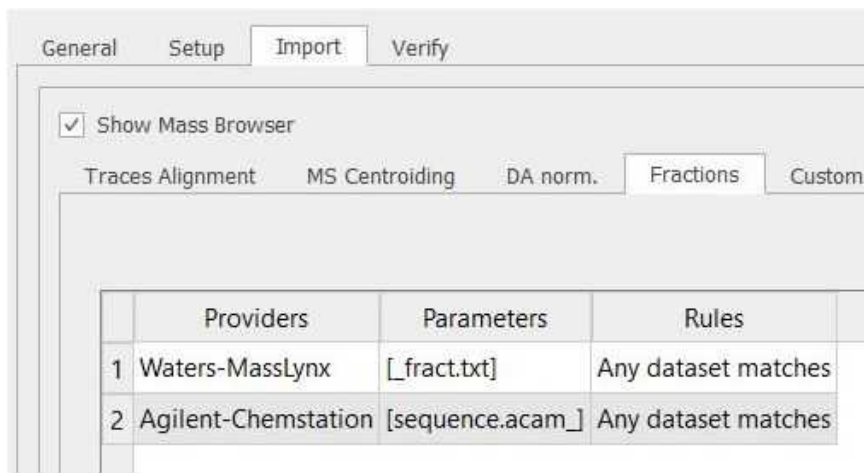 General Setup Import Verify
Show Mass Browser
Traces Alignment MS Centroiding DA norm. Fractions Custom
Providers Parameters Rules
1 Waters-MassLynx [_fract.txt] Any dataset matches
2 Agilent-Chemstation [sequence.acam_] Any dataset matches